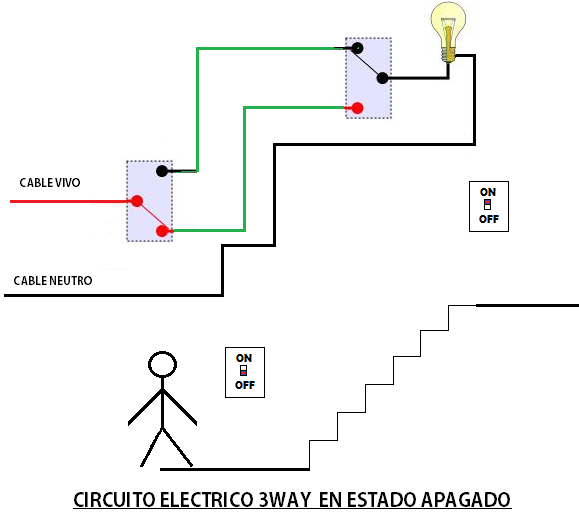 CABLE VIVO
ON
OFF
CABLE NEUTRO
ON
OFF
CIRCUITO ELECTRICO 3WAY EN ESTADO APAGADO